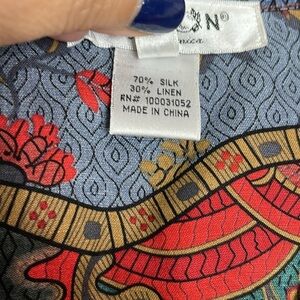 N®
70% SILK
30% LINEN
RN# 100031052
MADE IN CHINA